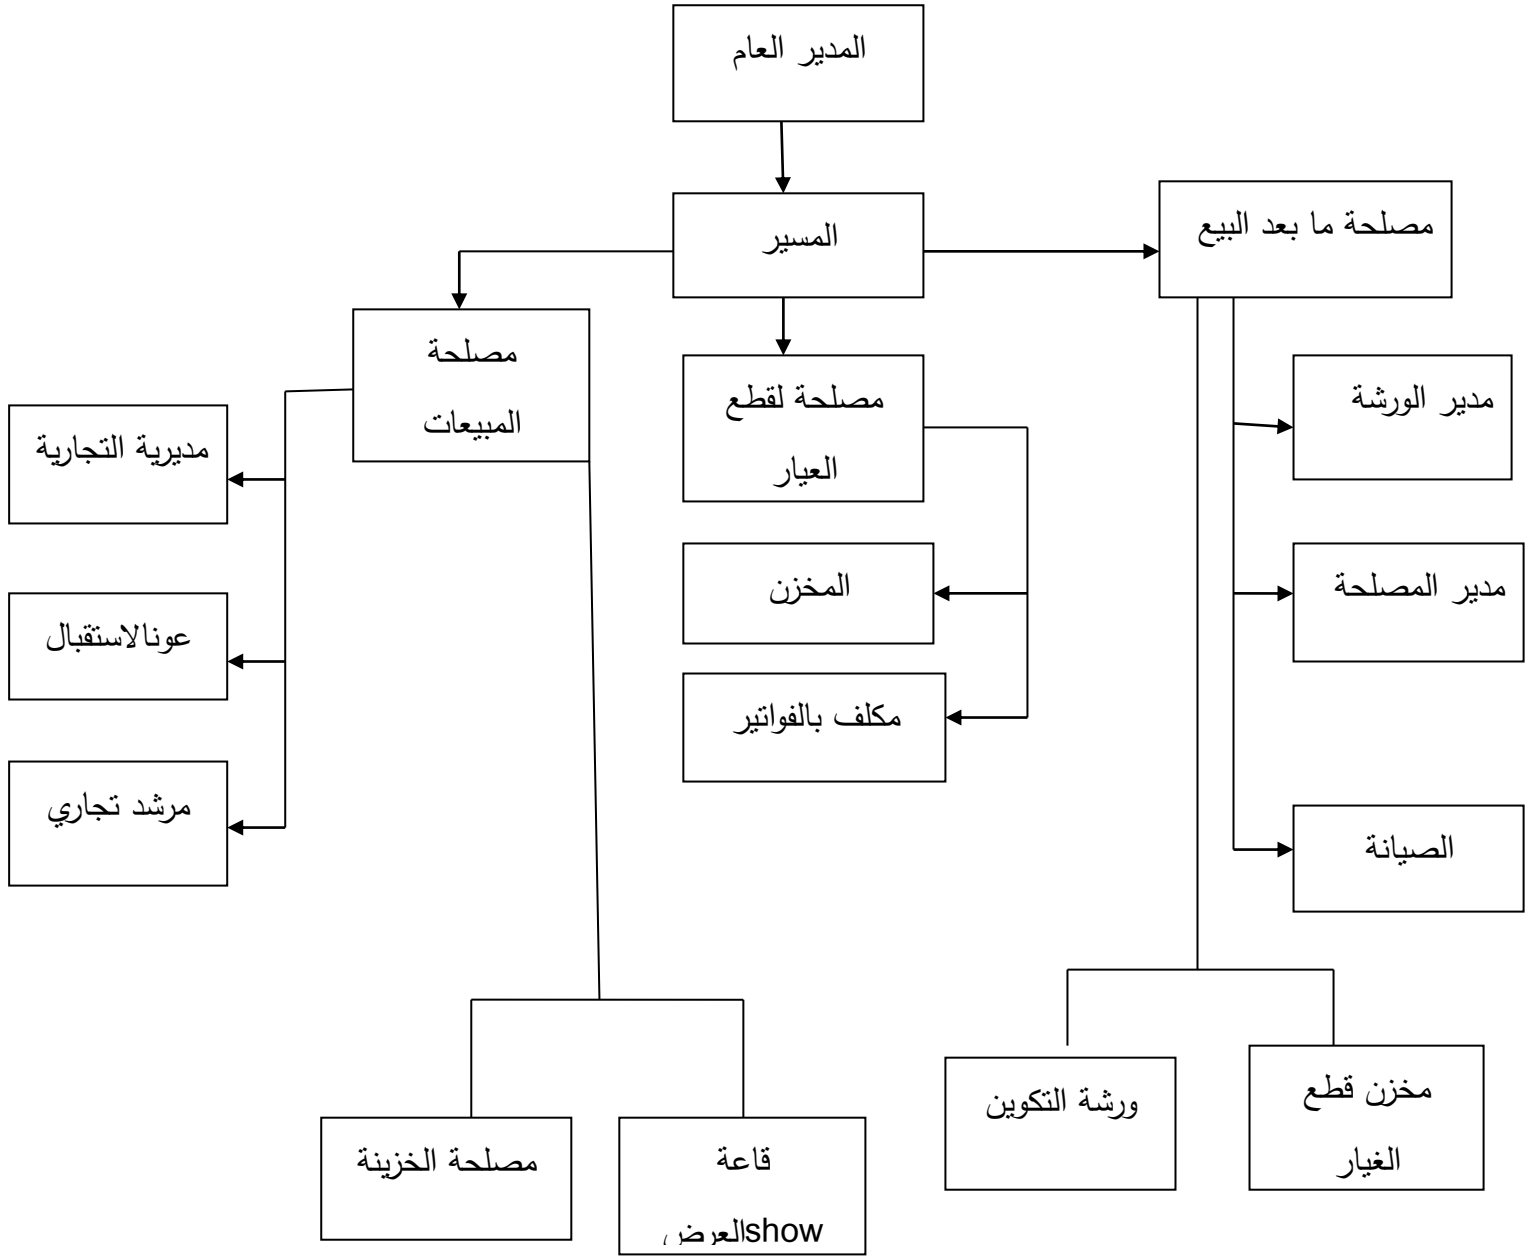 المدير العام
مصلحة ما بعد البيع
المسير
مصلحة
المبيعات
مصلحة لقطع
العيار
مدير الورشة
مديرية التجارية
المخزن
مدير المصلحة
عونالاستقبال
مكلف بالفواتير
مرشد تجاري
الصيانة
مخزن قطع
الغيار
ورشة التكوين
قاعة
العرضshow
مصلحة الخزينة